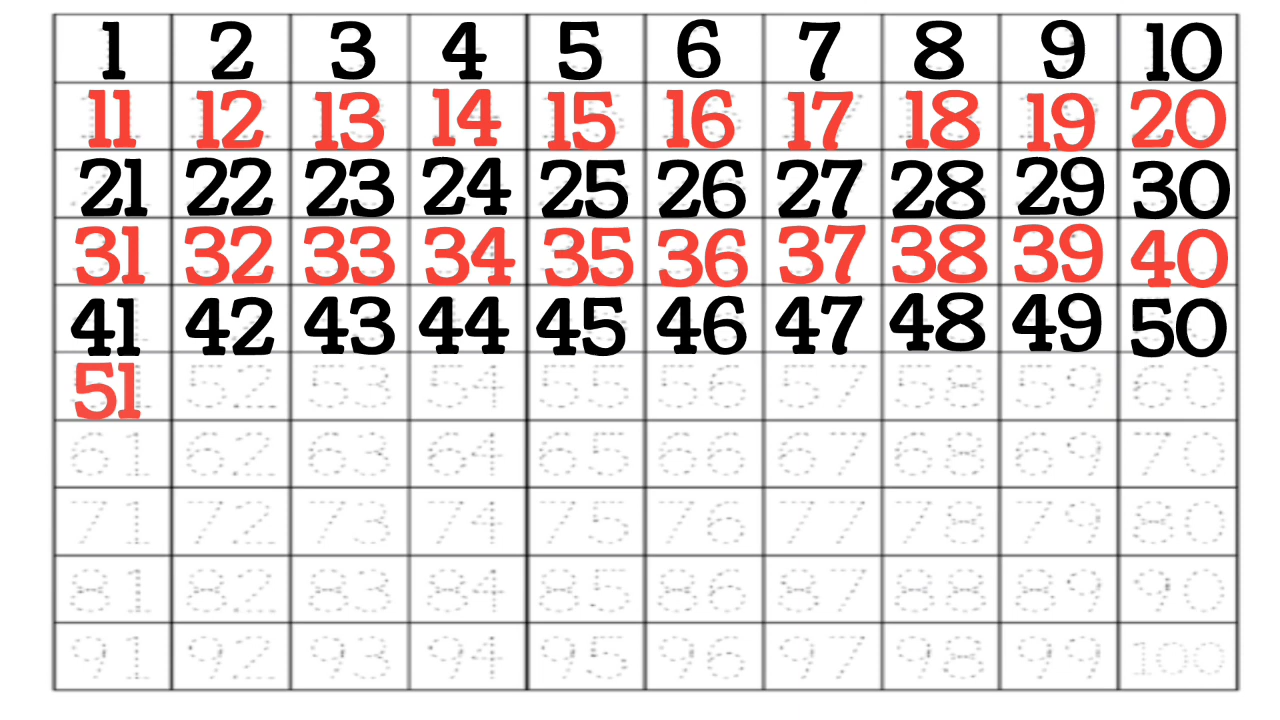 1 2 3 4 5 6 7 8 9 10
11 12 13 14 15 16 17 18 19 20
21 22 23 24 25 26 27 28 29 30
31 32 33 34 35 36 37 38 39 40
41 42 43 44 45 46 47 48 49 50
51 52 53 54 55 56 57 58 59 60
61 62 63 64 65 66 67 68 69 70
71 72 73 74 75 76 77 78 79 80
81 82 83 84 85 86 87 88 89 90
91 92 93 94 95 96 97 98 99 100